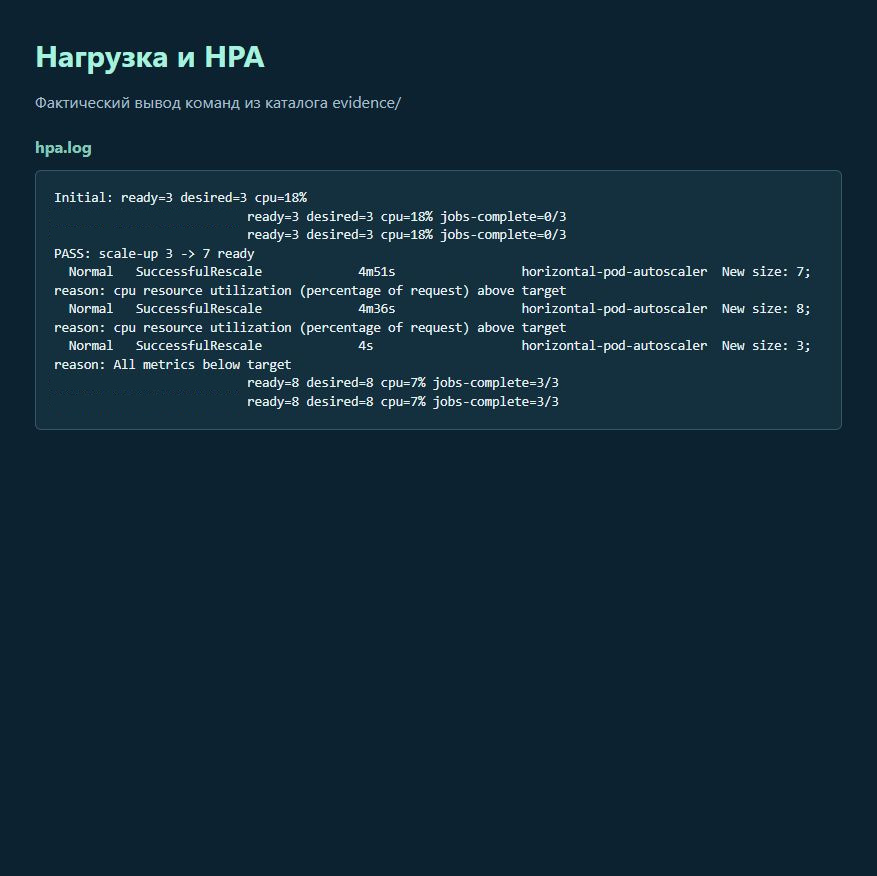 Нагрузка и HPA
Фактический вывод команд из каталога evidence/
hpa.log
Initial: ready=3 desired=3 cpu=18%
ready=3 desired=3 cpu=18% jobs-complete=0/3
ready=3 desired=3 cpu=18% jobs-complete=0/3
PASS: scale-up 3 -> 7 ready
Normal   SuccessfulRescale             4m51s                 horizontal-pod-autoscaler  New size: 7;
reason: cpu resource utilization (percentage of request) above target
Normal   SuccessfulRescale             4m36s                 horizontal-pod-autoscaler  New size: 8;
reason: cpu resource utilization (percentage of request) above target
Normal   SuccessfulRescale             4s                    horizontal-pod-autoscaler  New size: 3;
reason: All metrics below target
ready=8 desired=8 cpu=7% jobs-complete=3/3
ready=8 desired=8 cpu=7% jobs-complete=3/3